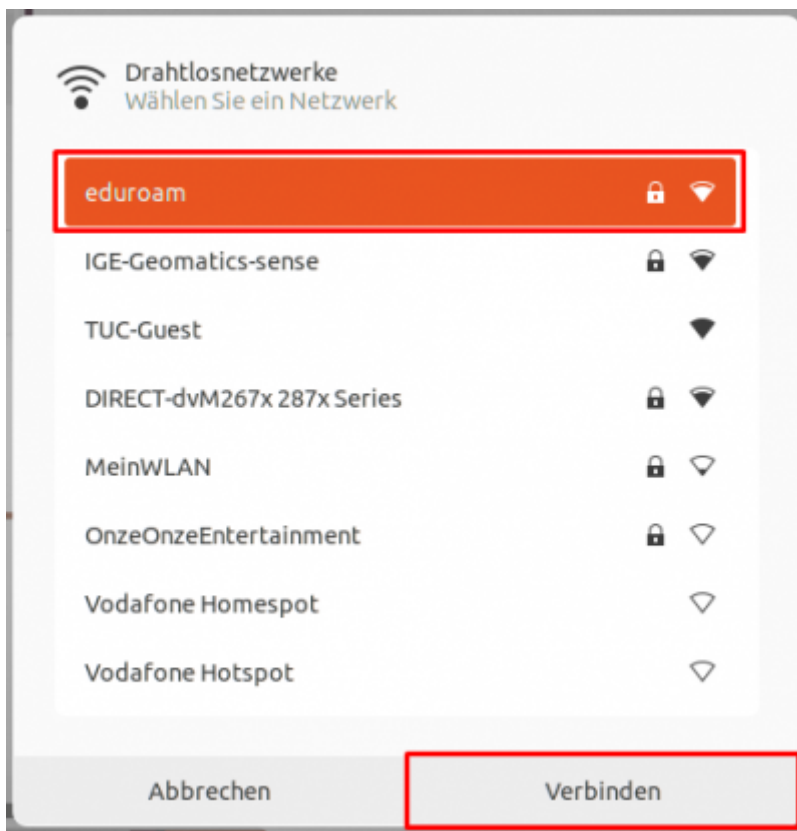 Drahtlosnetzwerke
Wählen Sie ein Netzwerk
eduroam
IGE-Geomatics-sense
TUC-Guest
DIRECT-dvM267x 287x Series
MeinWLAN
OnzeOnzeEntertainment
Vodafone Homespot
Vodafone Hotspot
Abbrechen Verbinden